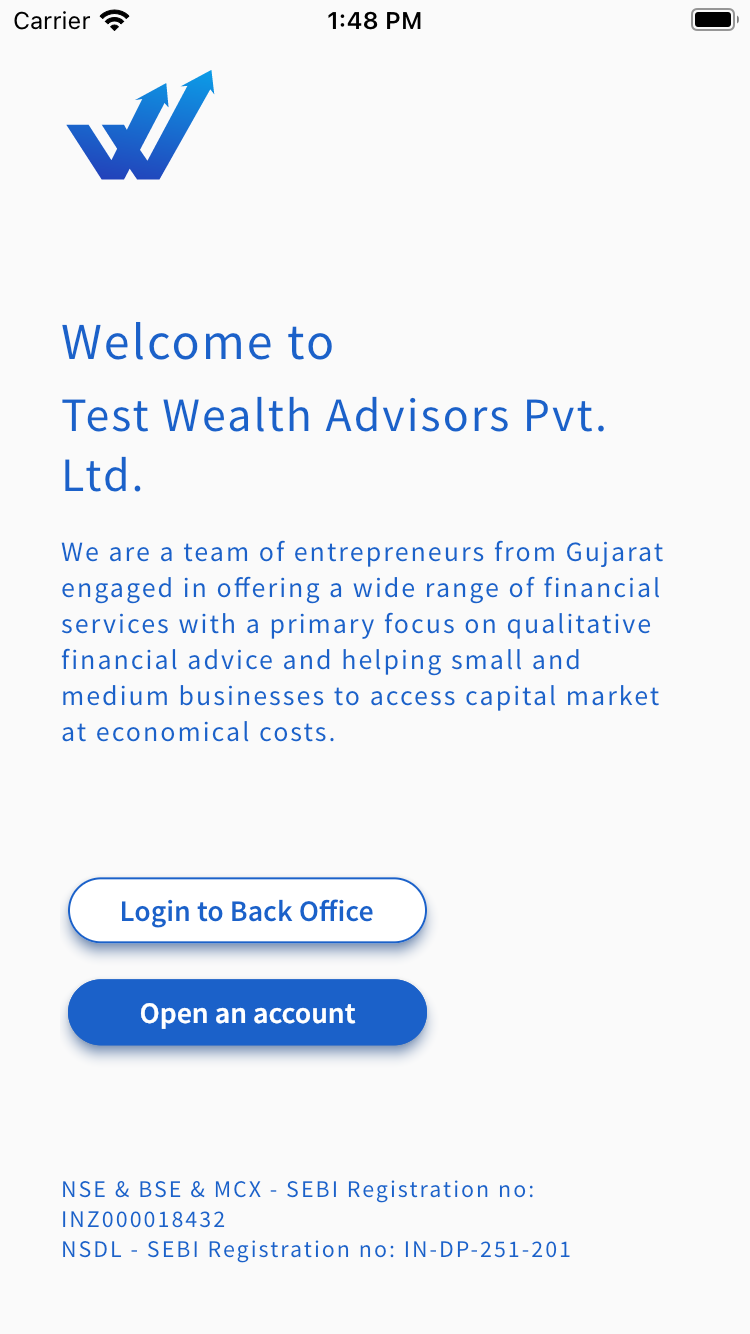 Carrier 1:48 PM
Welcome to
Test Wealth Advisors Pvt.
Ltd.
We are a team of entrepreneurs from Gujarat
engaged in offering a wide range of financial
services with a primary focus on qualitative
financial advice and helping small and
medium businesses to access capital market
at economical costs.
Login to Back Office
Open an account
NSE & BSE & MCX - SEBI Registration no:
INZ000018432
NSDL - SEBI Registration no: IN-DP-251-201